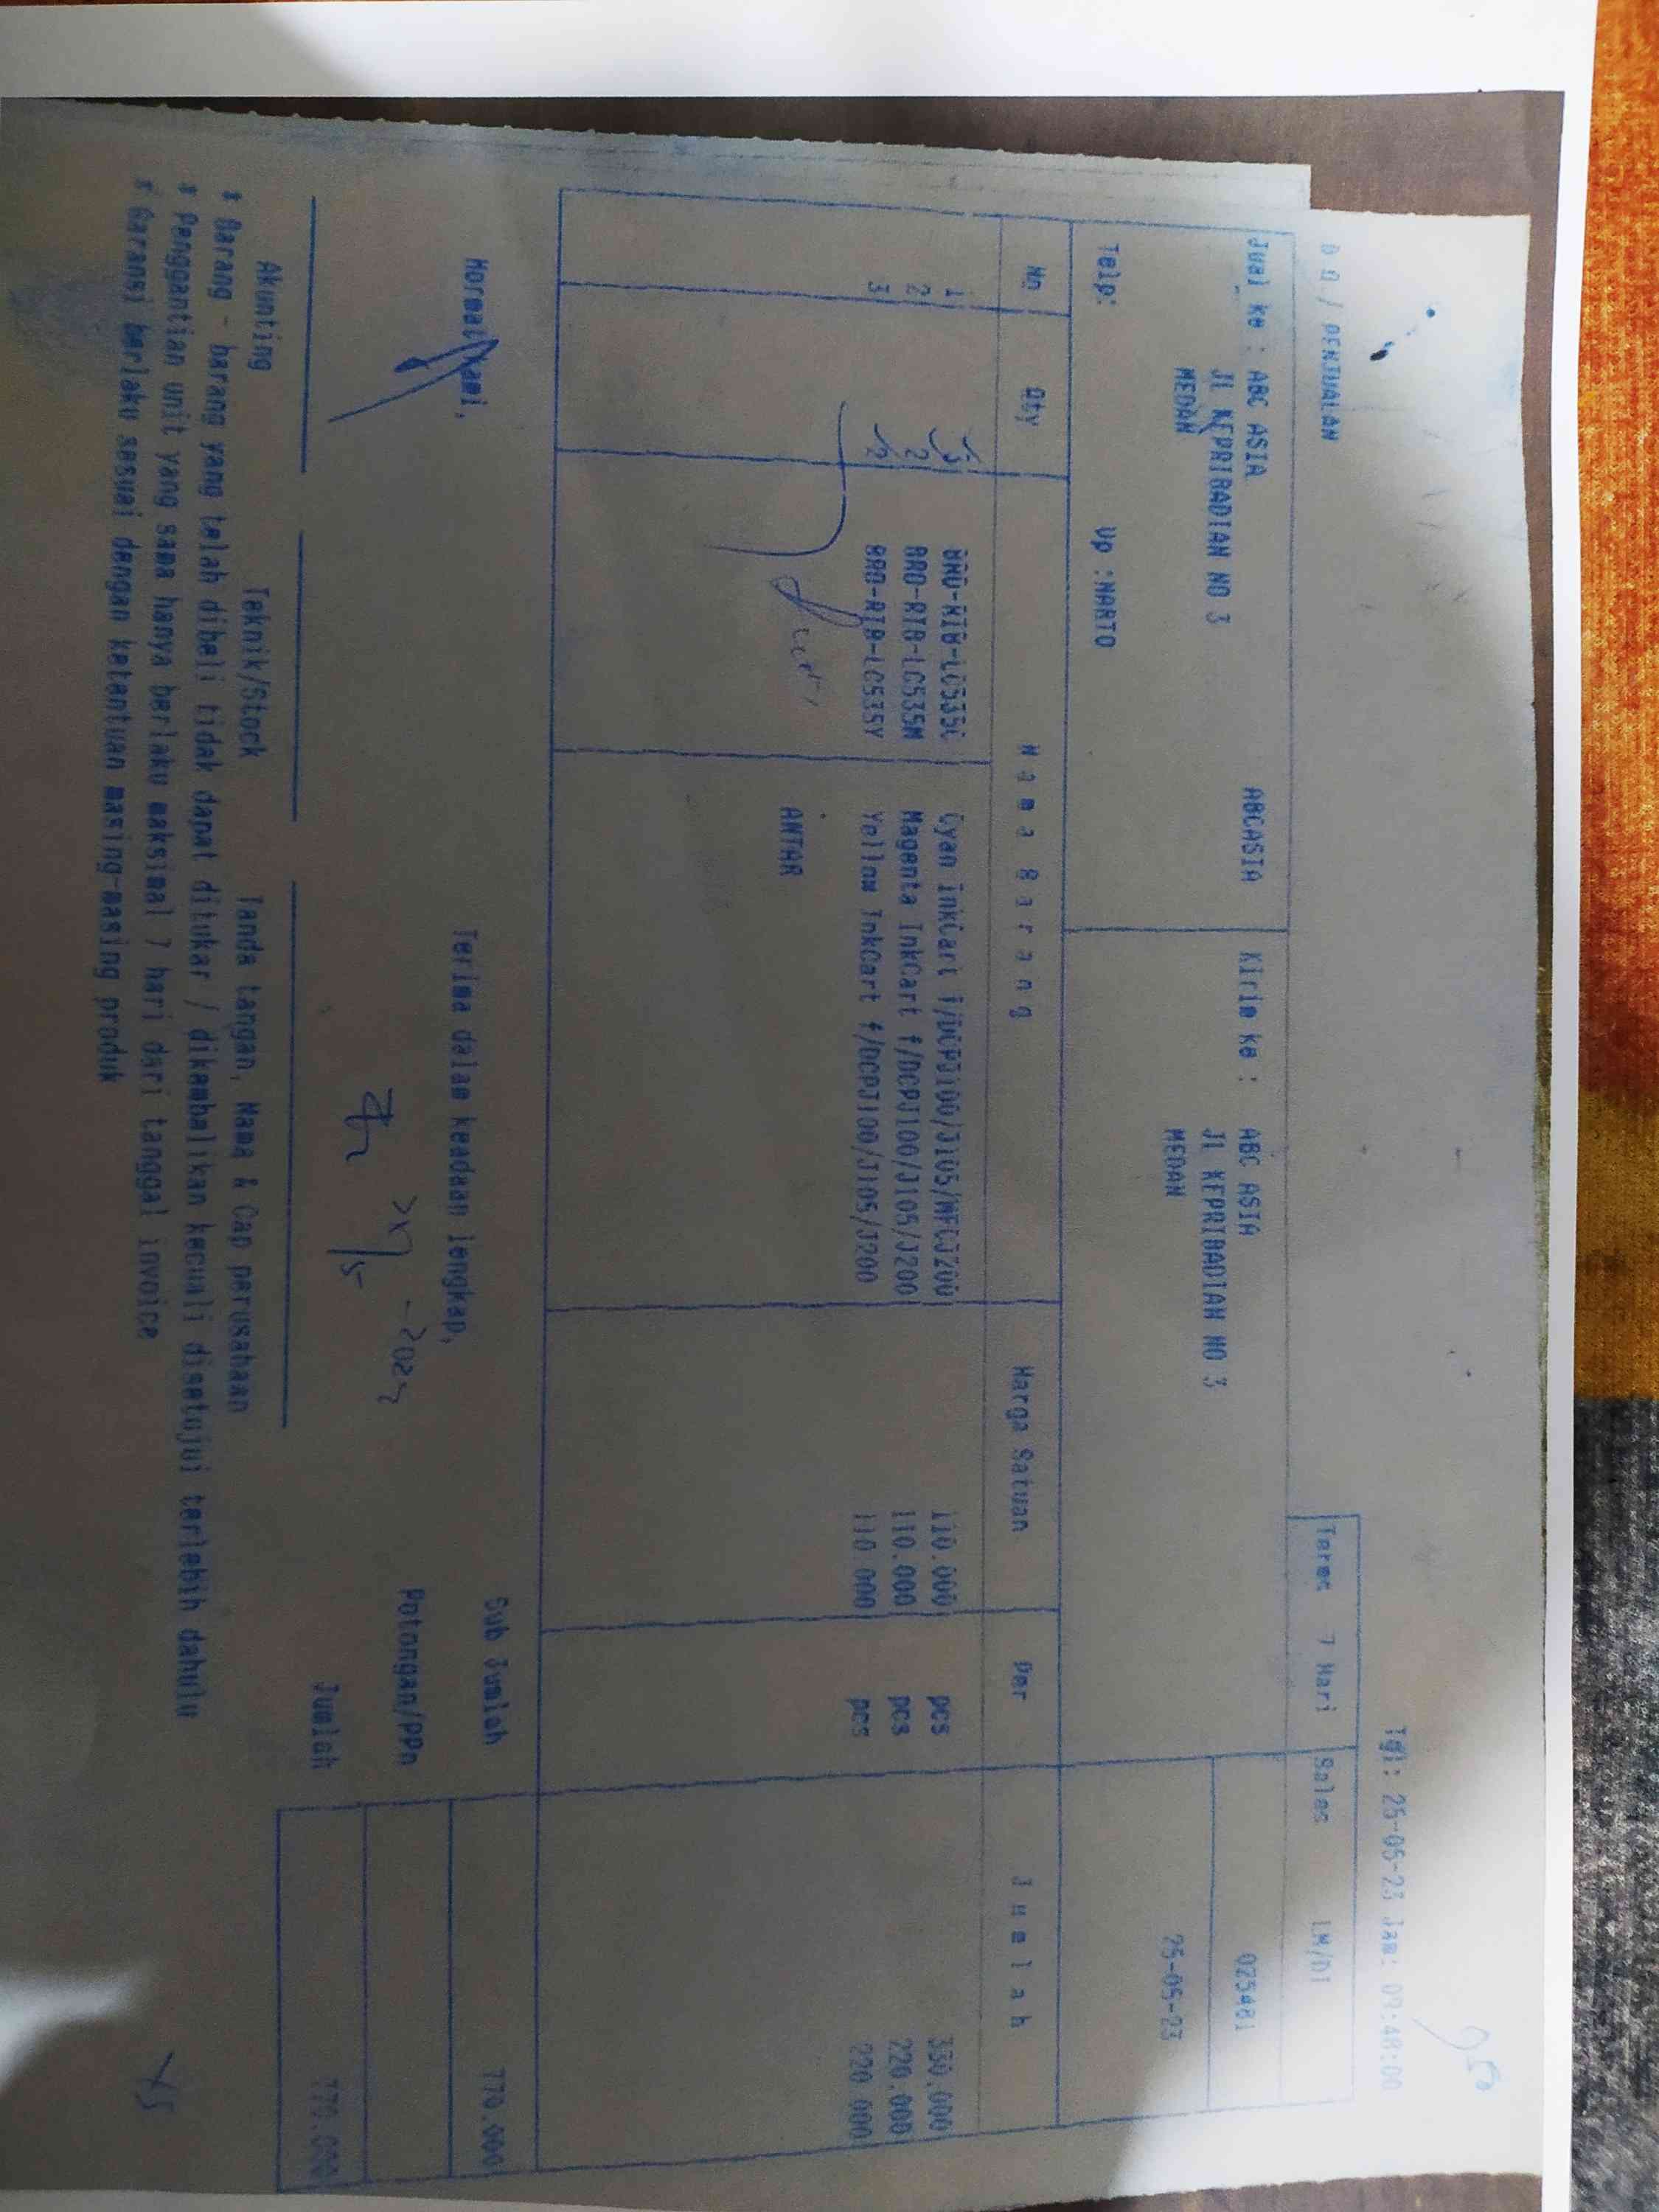 Tgl: 25-05-23 Jam: 09:48:00
D O / PENJUALAN
Termt 7 Hari Sales LM/DI
Jual ke : ABC ASIA ABCASIA Kirim ke : ABC ASIA
JL KEPRIBADIAN NO 3 JL KEPRIBADIAN NO 3 025481
MEDAN MEDAN 25-05-23
Telp: Up :NARTO
No Qty Nama Barang Harga Satuan Per Jumlah
1 3 BRO-RIB-LC535C Cyan InkCart f/DCPJ100/J105/MFCJ200 110.000 pcs 330.000
2 2 BRO-RIB-LC535M Magenta InkCart f/DCPJ100/J105/J200 110.000 pcs 220.000
3 2 BRO-RIB-LC535Y Yellow InkCart f/DCPJ100/J105/J200 110.000 pcs 220.000
ANTAR
Hormat kami, Terima dalam keadaan lengkap, Sub Jumlah 770.000
Potongan/PPn
Jumlah 770.000
Akunting Teknik/Stock Tanda tangan, Nama & Cap perusahaan
* Barang - barang yang telah dibeli tidak dapat ditukar / dikembalikan kecuali disetujui terlebih dahulu
* Penggantian unit yang sama hanya berlaku maksimal 7 hari dari tanggal invoice
* Garansi berlaku sesuai dengan ketentuan masing-masing produk